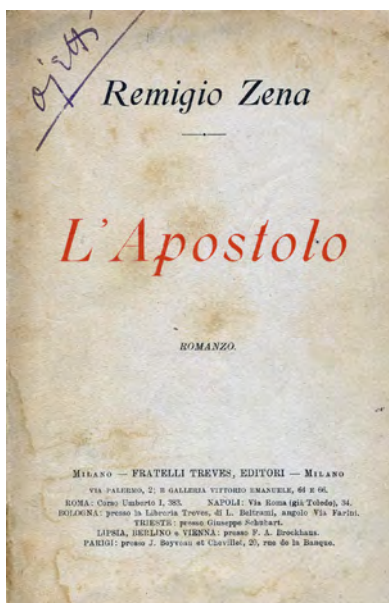 Ojetti
Remigio Zena
L'Apostolo
ROMANZO.
MILANO — FRATELLI TREVES, EDITORI — MILANO
VIA PALERMO, 2; E GALLERIA VITTORIO EMANUELE, 64 E 66.
ROMA: Corso Umberto I, 383. NAPOLI: Via Roma (già Toledo), 34.
BOLOGNA: presso la Libreria Treves, di L. Beltrami, angolo Via Farini.
TRIESTE: presso Giuseppe Schubart.
LIPSIA, BERLINO e VIENNA: presso F. A. Brockhaus.
PARIGI: presso J. Boyveau et Chevillet, 20, rue de la Banque.